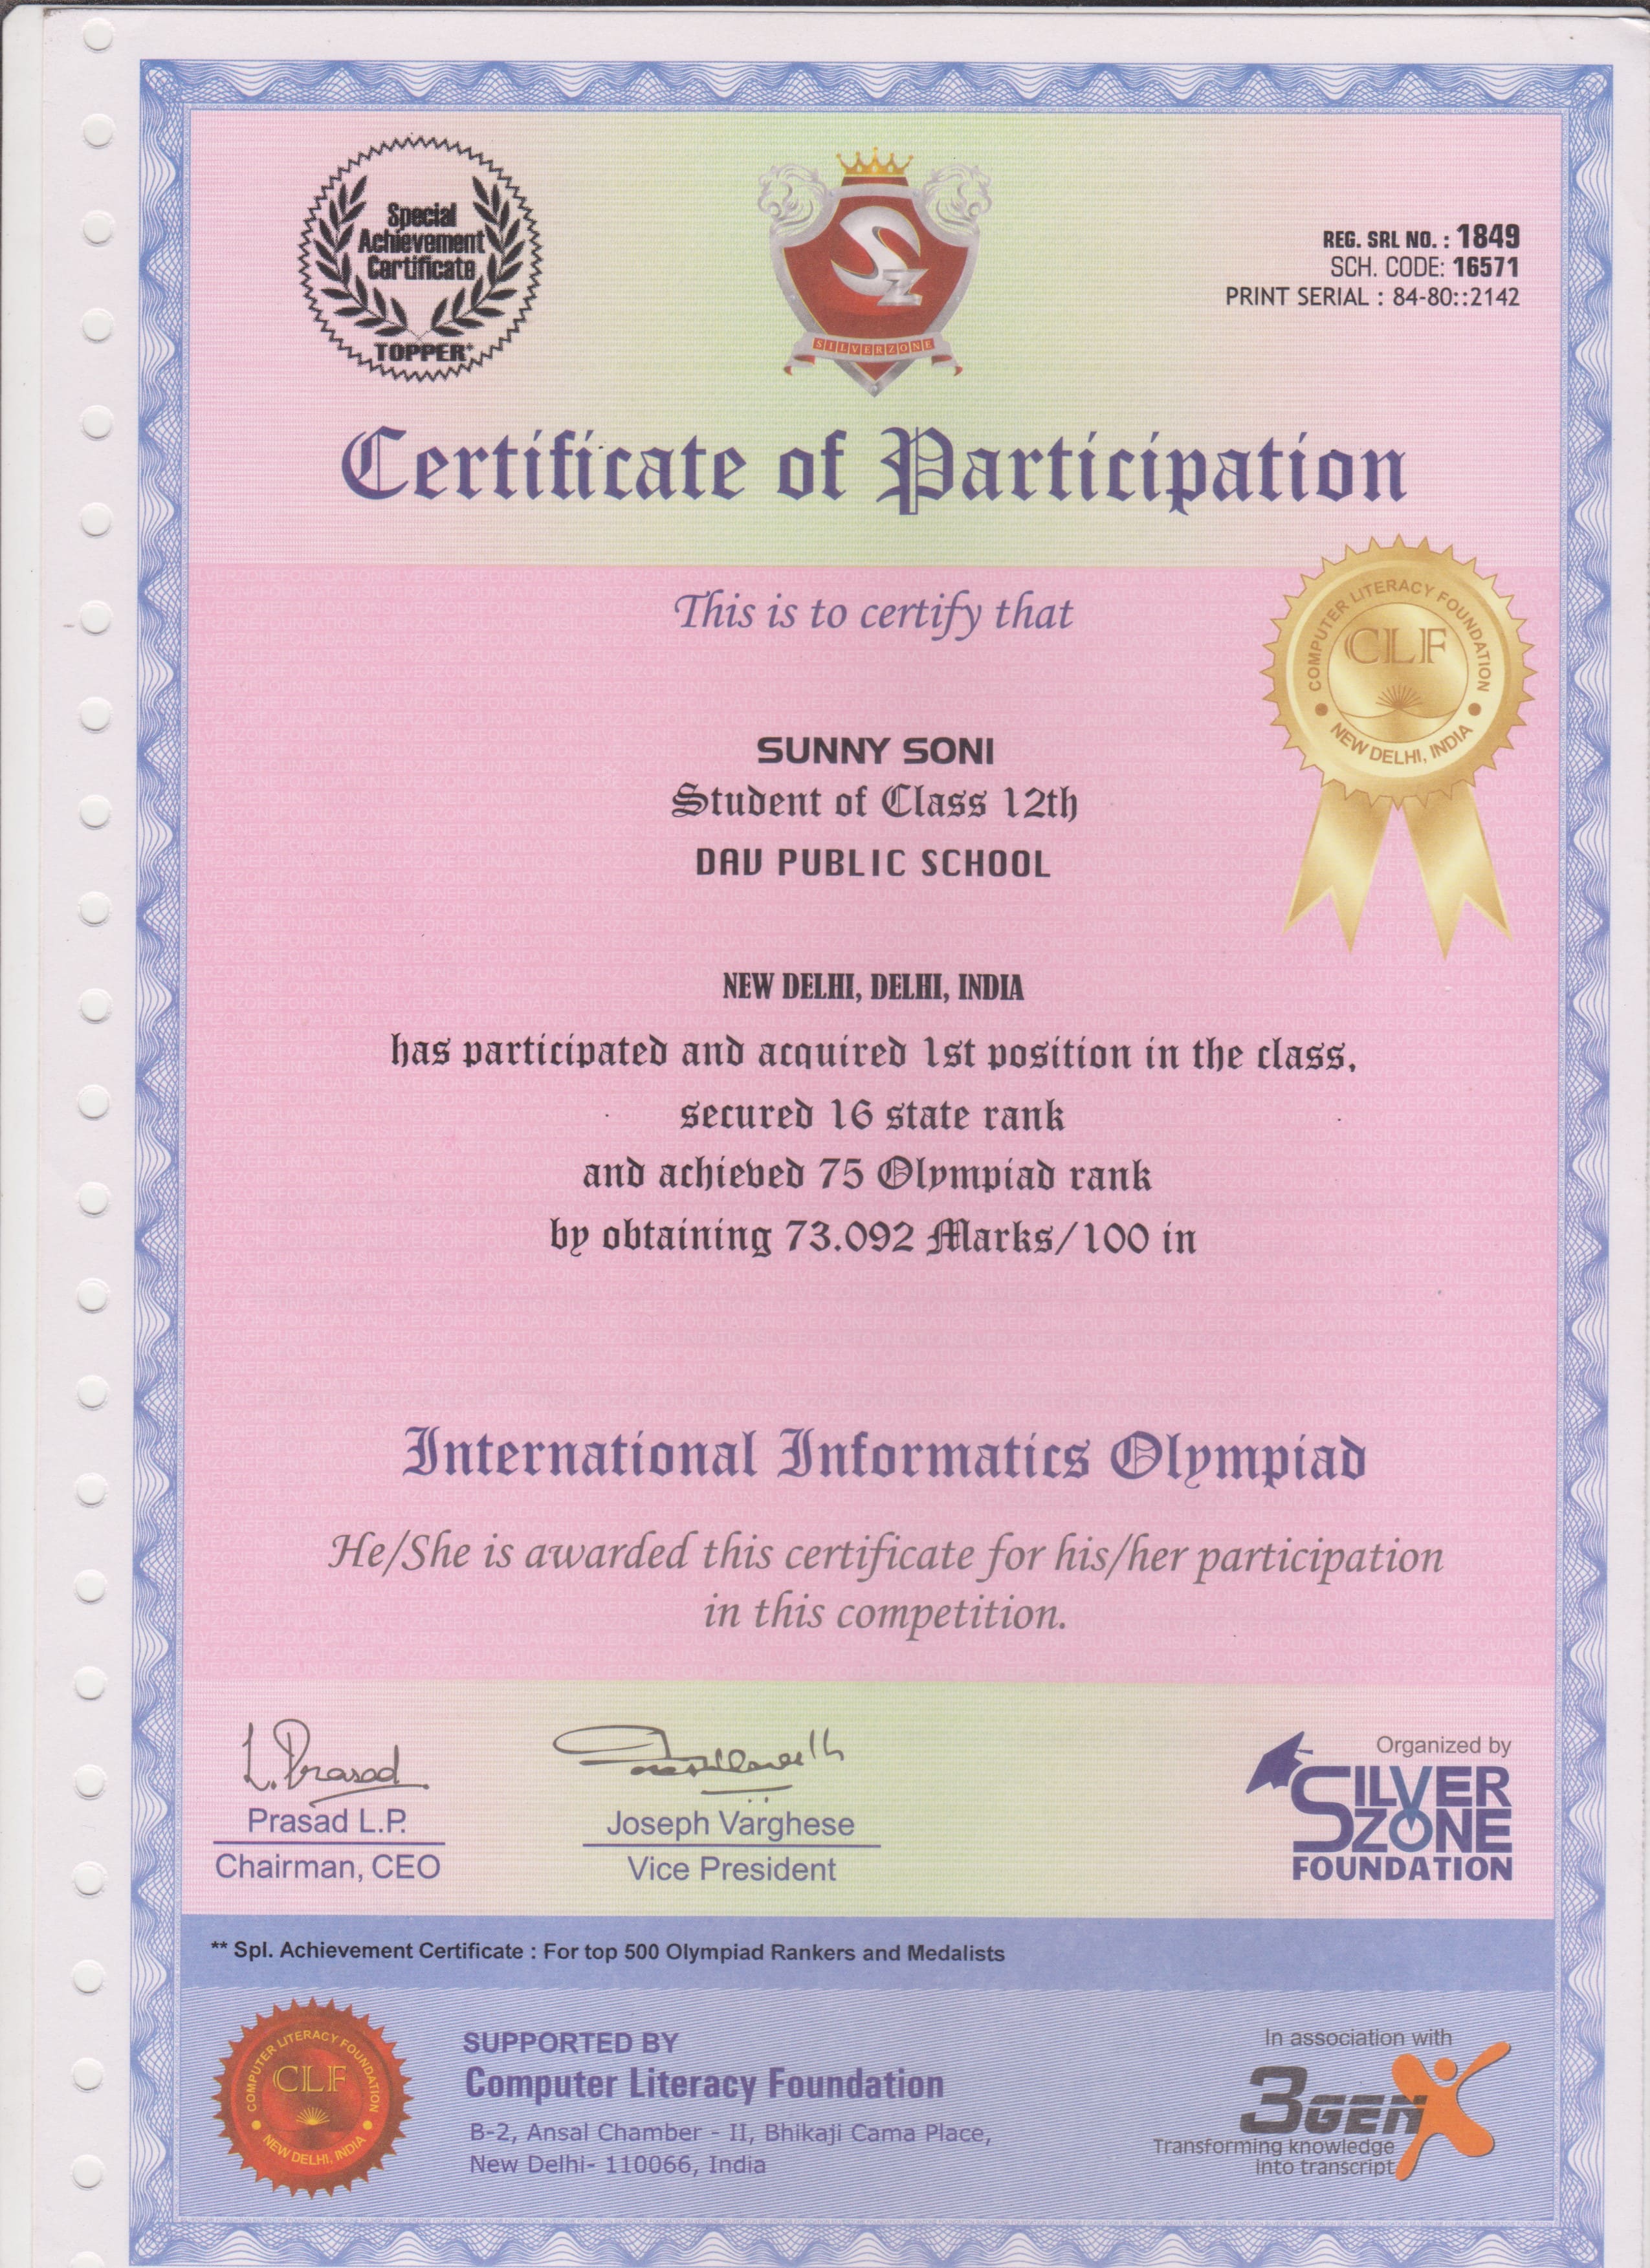 Special
Achievement
Certificate
TOPPER*
SILVERZONE
REG. SRL NO. : 1849
SCH. CODE: 16571
PRINT SERIAL : 84-80::2142
Certificate of Participation
This is to certify that
COMPUTER LITERACY FOUNDATION
CLF
NEW DELHI, INDIA
SUNNY SONI
Student of Class 12th
DAV PUBLIC SCHOOL
NEW DELHI, DELHI, INDIA
has participated and acquired 1st position in the class,
secured 16 state rank
and achieved 75 Olympiad rank
by obtaining 73.092 Marks/100 in
International Informatics Olympiad
He/She is awarded this certificate for his/her participation
in this competition.
L. Prasad
Prasad L.P.
Chairman, CEO
Joseph Varghese
Vice President
Organized by
SILVER
ZONE
FOUNDATION
** Spl. Achievement Certificate : For top 500 Olympiad Rankers and Medalists
COMPUTER LITERACY FOUNDATION
CLF
NEW DELHI, INDIA
SUPPORTED BY
Computer Literacy Foundation
B-2, Ansal Chamber - II, Bhikaji Cama Place,
New Delhi- 110066, India
In association with
3GENX
Transforming knowledge
into transcript